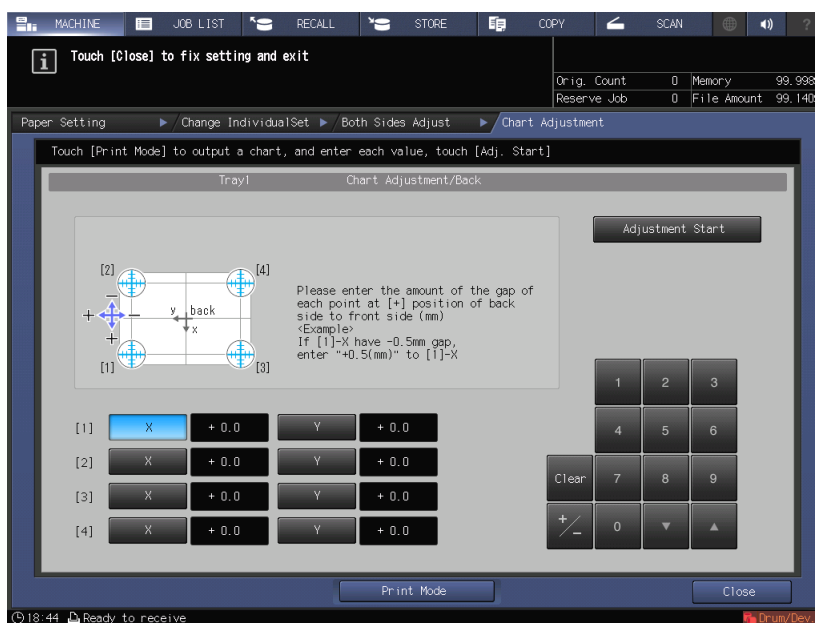 MACHINE JOB LIST RECALL STORE COPY SCAN ?
Touch [Close] to fix setting and exit
Orig. Count 0 Memory 99.998%
Reserve Job 0 File Amount 99.140%
Paper Setting Change IndividualSet Both Sides Adjust Chart Adjustment
Touch [Print Mode] to output a chart, and enter each value, touch [Adj. Start]
Tray1 Chart Adjustment/Back
Adjustment Start
[2] [4]
− + − +
y back
x
[1] [3]
Please enter the amount of the gap of
each point at [+] position of back
side to front side (mm)
<Example>
If [1]-X have -0.5mm gap,
enter "+0.5(mm)" to [1]-X
1 2 3
[1] X + 0.0 Y + 0.0
4 5 6
[2] X + 0.0 Y + 0.0
Clear 7 8 9
[3] X + 0.0 Y + 0.0
+/− 0 ▼ ▲
[4] X + 0.0 Y + 0.0
Print Mode Close
18:44 Ready to receive Drum/Dev.